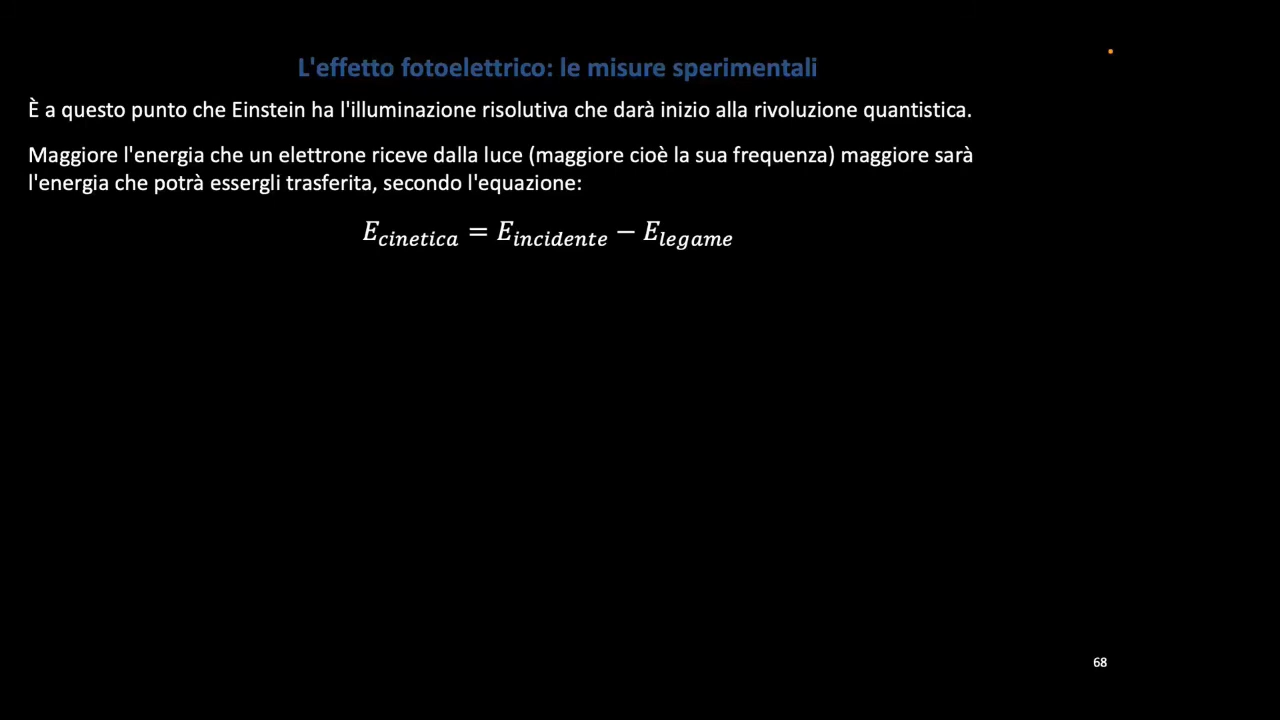 L'effetto fotoelettrico: le misure sperimentali
È a questo punto che Einstein ha l'illuminazione risolutiva che darà inizio alla rivoluzione quantistica.
Maggiore l'energia che un elettrone riceve dalla luce (maggiore cioè la sua frequenza) maggiore sarà
l'energia che potrà essergli trasferita, secondo l'equazione:
E_cinetica = E_incidente − E_legame
68